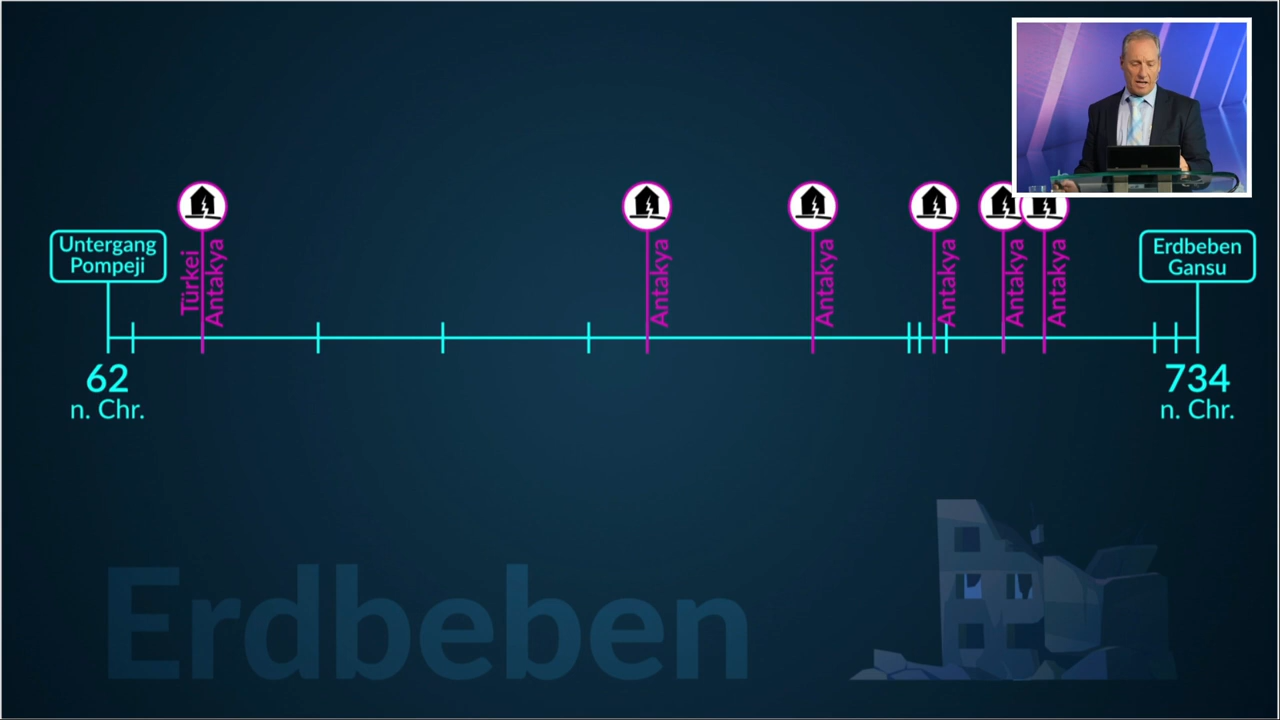 Untergang
Pompeji
Türkei
Antakya
Antakya
Antakya
Antakya
Antakya
Antakya
Erdbeben
Gansu
62
n. Chr.
734
n. Chr.
Erdbeben